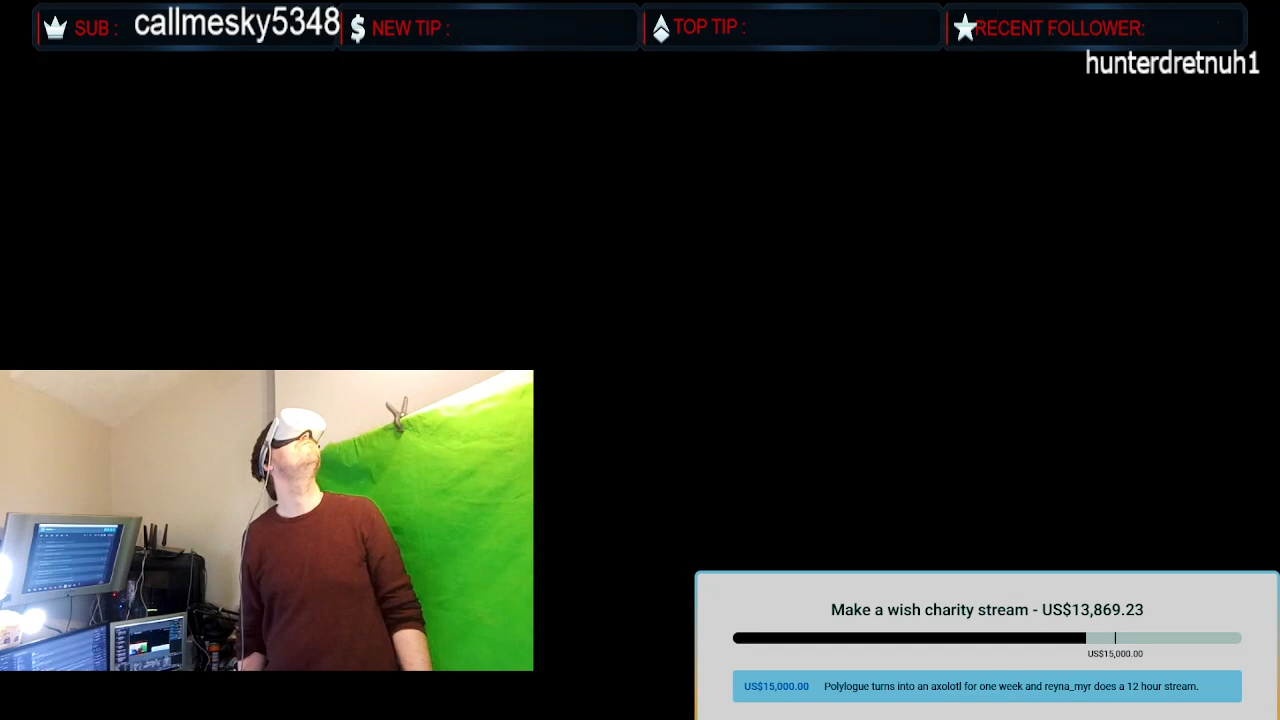 SUB : callmesky5348 NEW TIP : TOP TIP : RECENT FOLLOWER:
hunterdretnuh1
Make a wish charity stream - US$13,869.23
US$15,000.00
US$15,000.00 Polylogue turns into an axolotl for one week and reyna_myr does a 12 hour stream.